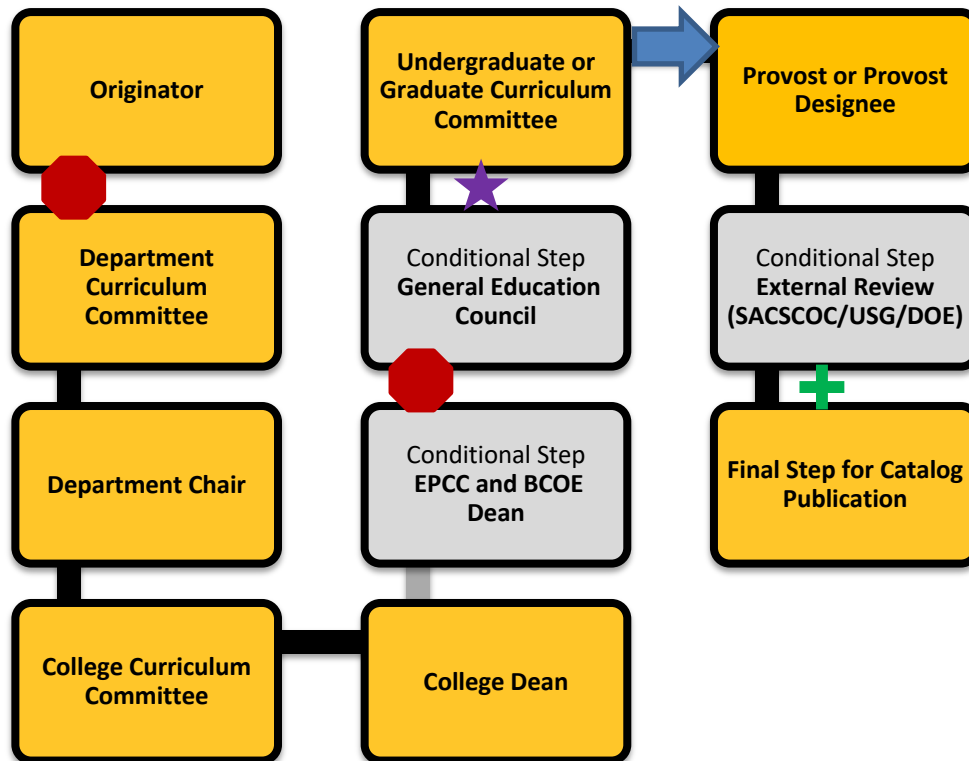 Originator
Department
Curriculum
Committee
Department Chair
College Curriculum
Committee
College Dean
Conditional Step
EPCC and BCOE
Dean
Conditional Step
General Education
Council
Undergraduate or
Graduate Curriculum
Committee
Provost or Provost
Designee
Conditional Step
External Review
(SACSCOC/USG/DOE)
Final Step for Catalog
Publication